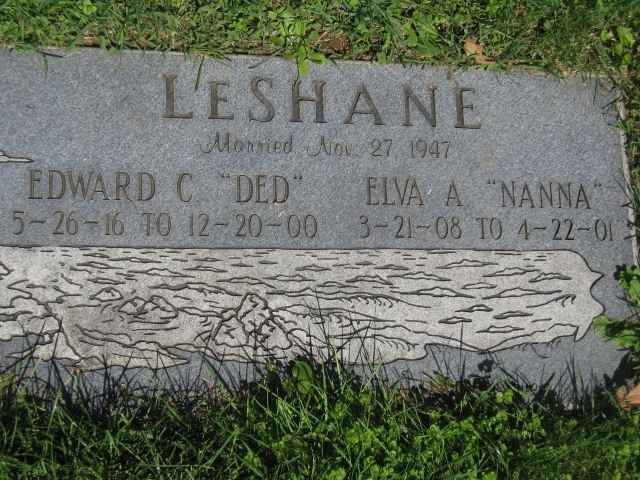 LESHANE
Married Nov. 27, 1947
EDWARD C. "DED" ELVA A. "NANNA"
5-26-16 TO 12-20-00 3-21-08 TO 4-22-01